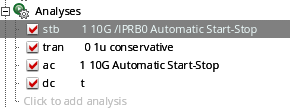 Analyses
stb 1 10G /IPRB0 Automatic Start-Stop
tran 0 1u conservative
ac 1 10G Automatic Start-Stop
dc t
Click to add analysis